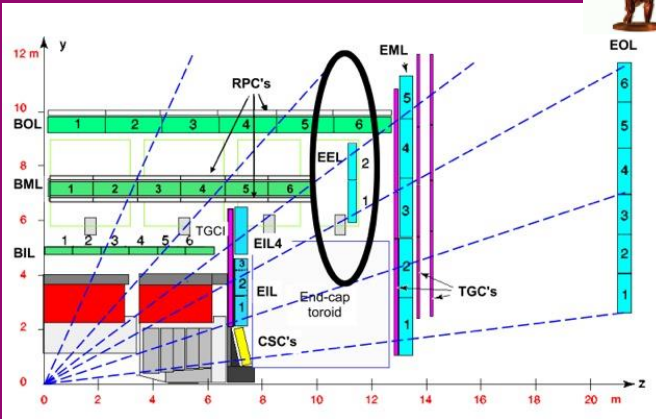 y
EML
EOL
12 m
RPC's
6
10
5
BOL
1 2 3 4 5 6
5
4
EEL
2
4
8
BML
1 2 3 4 5 6
1
3
3
6
TGCI
1 2 3 4 5 6
BIL
EIL4
2
2
4
3
2
EIL
End-cap
toroid
TGC's
1
1
1
2
CSC's
0
z
0 2 4 6 8 10 12 14 16 18 20 m